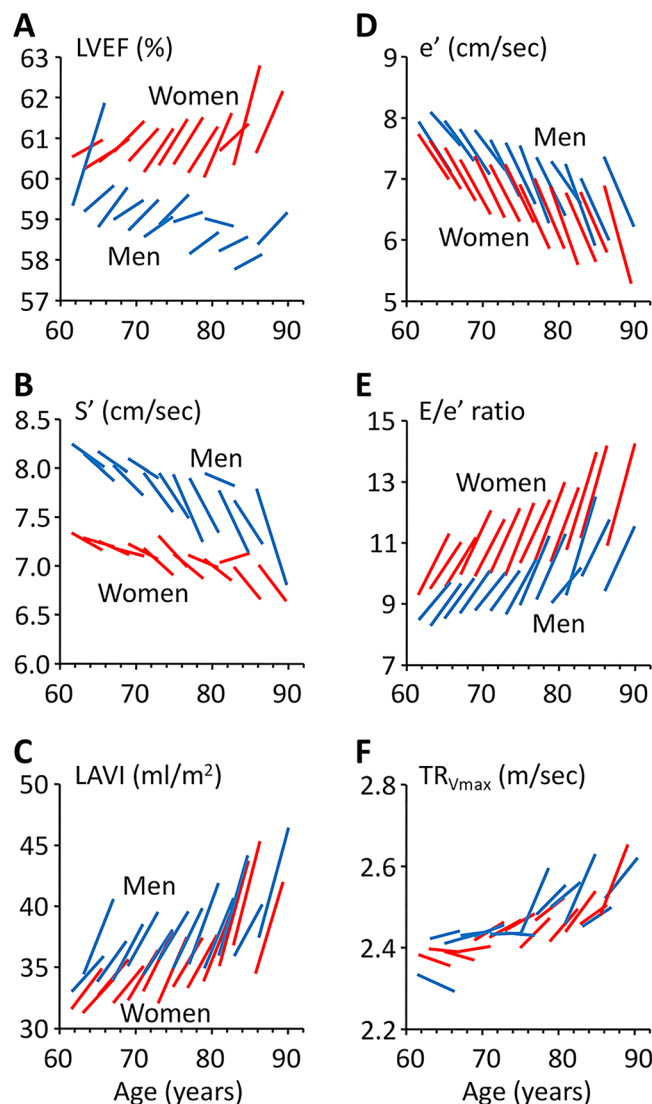 A
LVEF (%)
63
62
61
60
59
58
57
Women
Men
60 70 80 90
D
e’ (cm/sec)
9
8
7
6
5
Men
Women
60 70 80 90
B
S’ (cm/sec)
8.5
8.0
7.5
7.0
6.5
6.0
Men
Women
60 70 80 90
E
E/e’ ratio
15
13
11
9
7
Women
Men
60 70 80 90
C
LAVI (ml/m²)
50
45
40
35
30
Men
Women
60 70 80 90
Age (years)
F
TRVmax (m/sec)
2.8
2.6
2.4
2.2
60 70 80 90
Age (years)